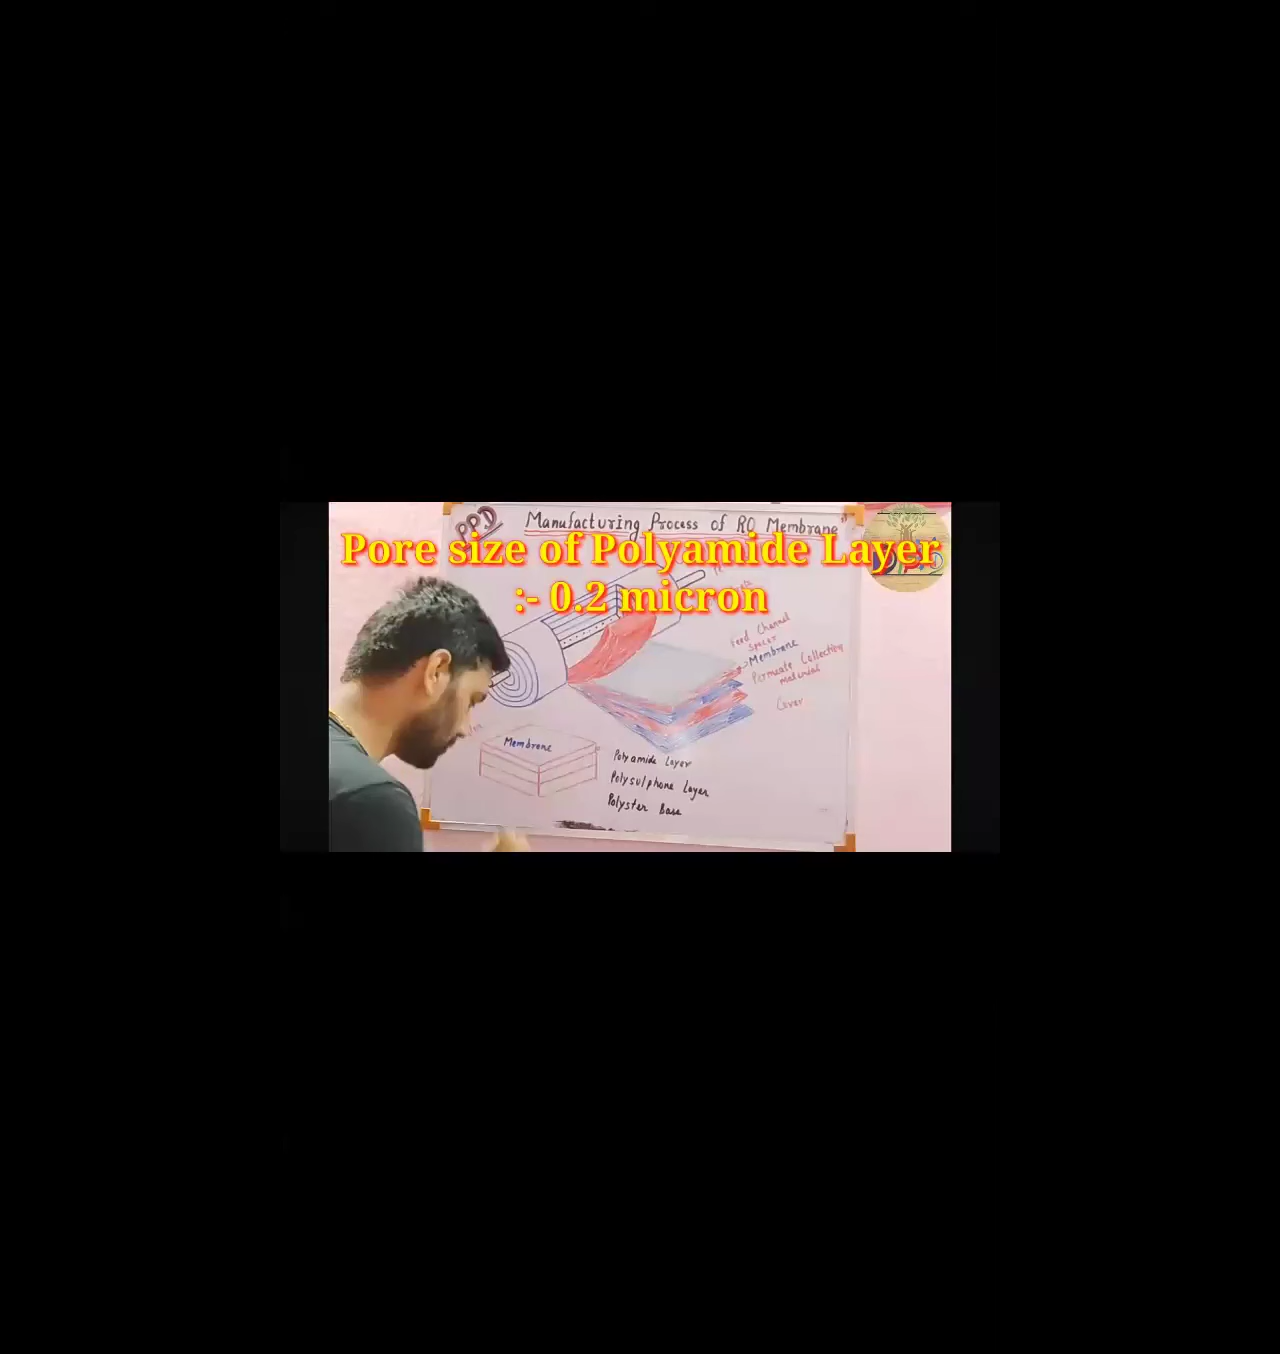 PPD
Manufacturing Process of RO Membrane"
Pore size of Polyamide Layer
:- 0.2 micron
Feed Channel
Spacer
Membrane
Permeate Collection
Material
Cover
Membrane
Polyamide Layer
Polysulphone Layer
Polyster Base